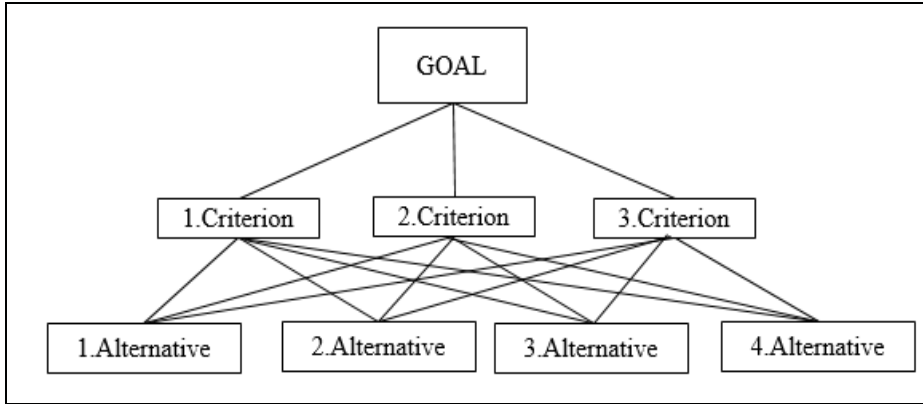 GOAL
1.Criterion
2.Criterion
3.Criterion
1.Alternative
2.Alternative
3.Alternative
4.Alternative